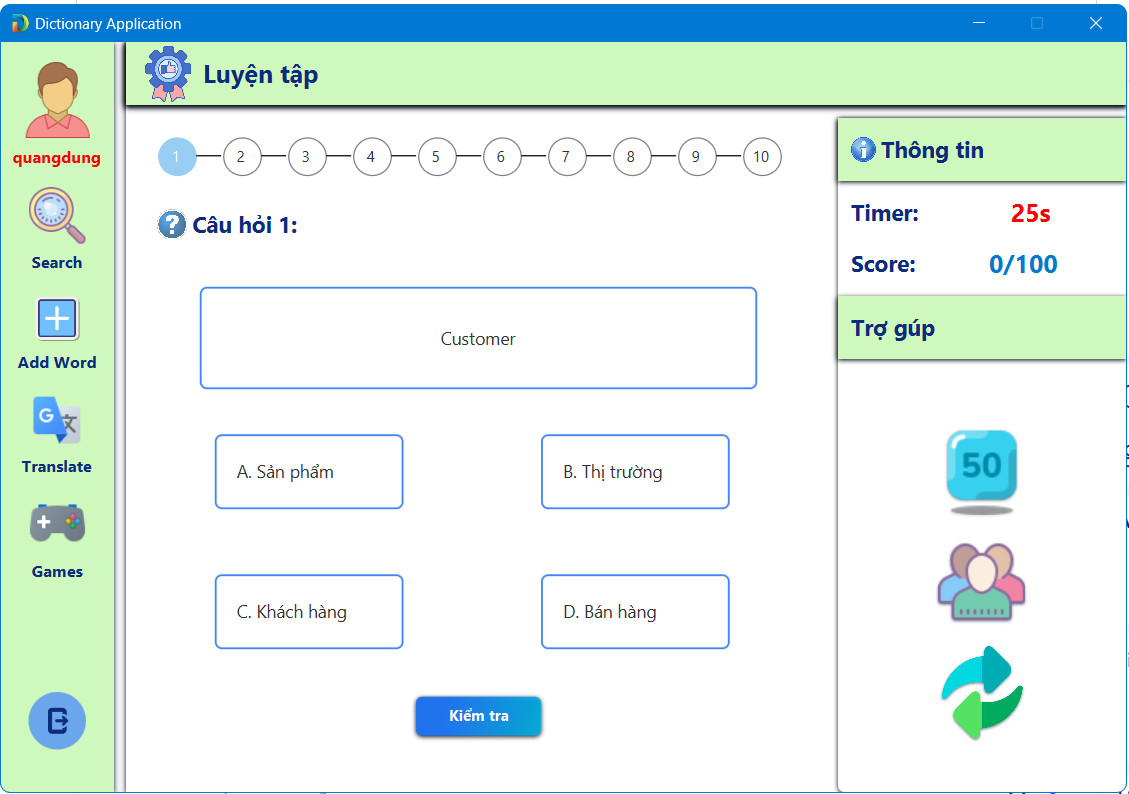 Dictionary Application
quangdung
Search
Add Word
Translate
Games
Luyện tập
1 2 3 4 5 6 7 8 9 10
Câu hỏi 1:
Customer
A. Sản phẩm
B. Thị trường
C. Khách hàng
D. Bán hàng
Kiểm tra
Thông tin
Timer: 25s
Score: 0/100
Trợ gúp
50